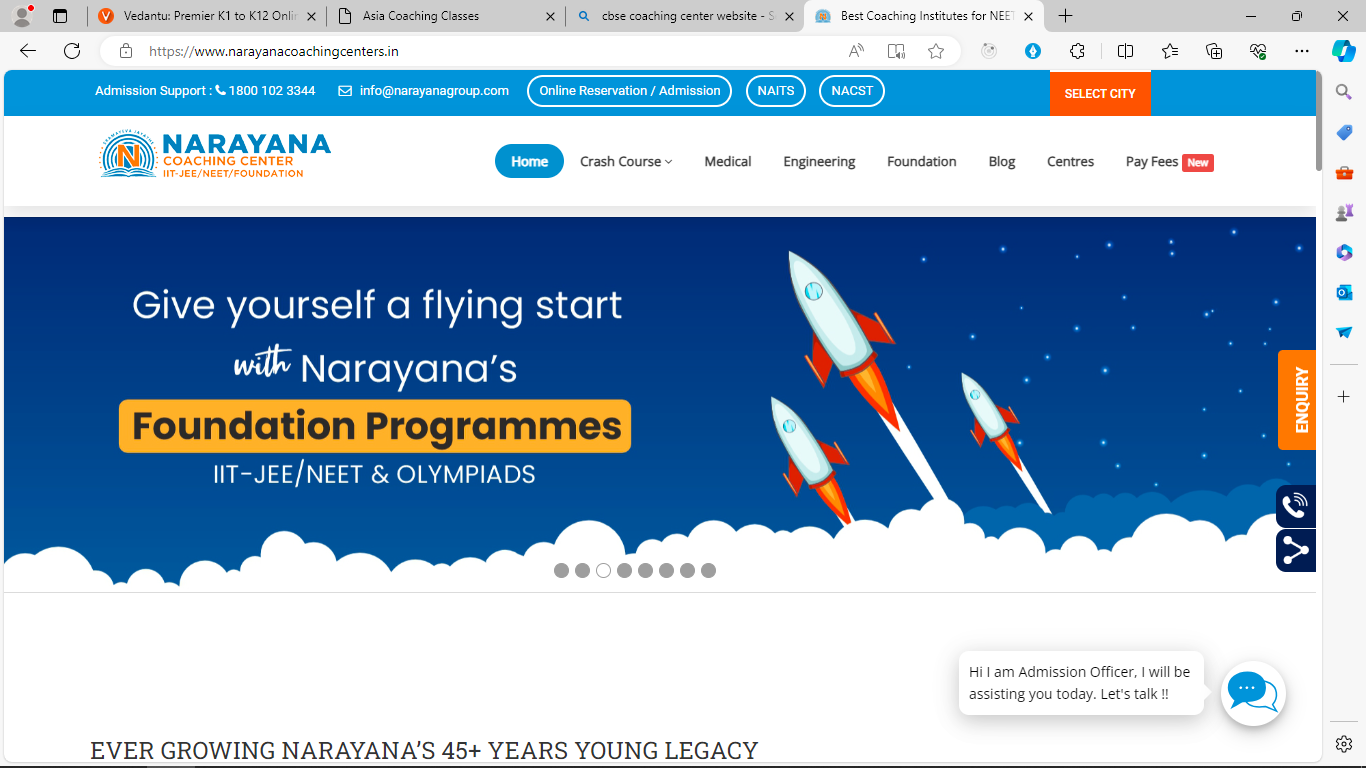 Vedantu: Premier K1 to K12 Onlin
Asia Coaching Classes
cbse coaching center website - S
Best Coaching Institutes for NEET
https://www.narayanacoachingcenters.in
Admission Support : 1800 102 3344 info@narayanagroup.com Online Reservation / Admission NAITS NACST SELECT CITY
NARAYANA
COACHING CENTER
IIT-JEE/NEET/FOUNDATION
Home Crash Course Medical Engineering Foundation Blog Centres Pay Fees New
Give yourself a flying start
with Narayana's
Foundation Programmes
IIT-JEE/NEET & OLYMPIADS
ENQUIRY
Hi I am Admission Officer, I will be
assisting you today. Let's talk !!
EVER GROWING NARAYANA'S 45+ YEARS YOUNG LEGACY